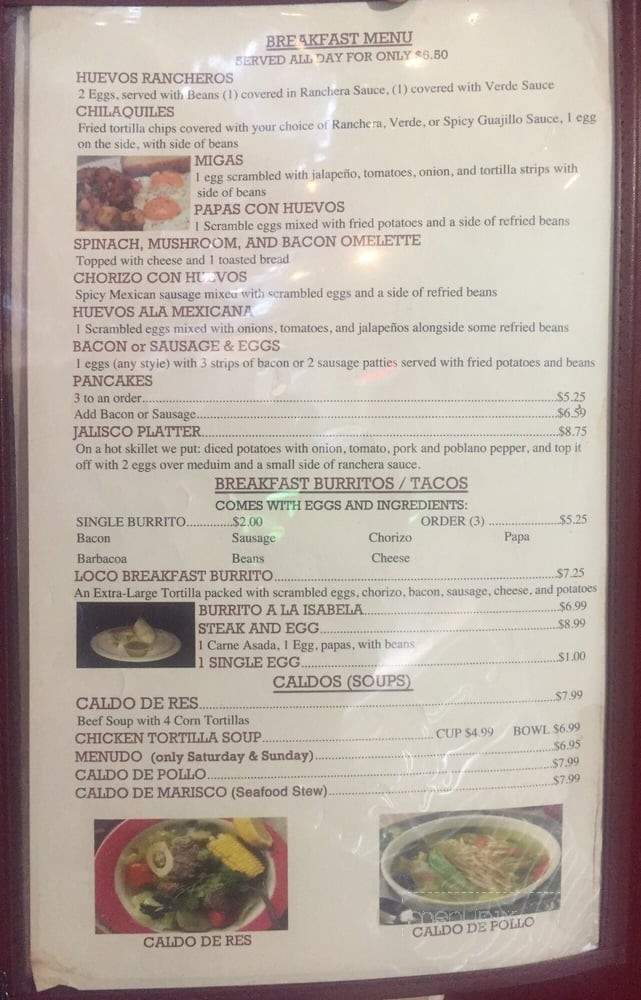 BREAKFAST MENU
SERVED ALL DAY FOR ONLY $6.50
HUEVOS RANCHEROS
2 Eggs, served with Beans (1) covered in Ranchera Sauce, (1) covered with Verde Sauce
CHILAQUILES
Fried tortilla chips covered with your choice of Ranchera, Verde, or Spicy Guajillo Sauce, 1 egg
on the side, with side of beans
MIGAS
1 egg scrambled with jalapeño, tomatoes, onion, and tortilla strips with
side of beans
PAPAS CON HUEVOS
1 Scramble eggs mixed with fried potatoes and a side of refried beans
SPINACH, MUSHROOM, AND BACON OMELETTE
Topped with cheese and 1 toasted bread
CHORIZO CON HUEVOS
Spicy Mexican sausage mixed with scrambled eggs and a side of refried beans
HUEVOS ALA MEXICANA
1 Scrambled eggs mixed with onions, tomatoes, and jalapeños alongside some refried beans
BACON or SAUSAGE & EGGS
1 eggs (any style) with 3 strips of bacon or 2 sausage patties served with fried potatoes and beans
PANCAKES
3 to an order $5.25
Add Bacon or Sausage $6.50
JALISCO PLATTER $8.75
On a hot skillet we put: diced potatoes with onion, tomato, pork and poblano pepper, and top it
off with 2 eggs over meduim and a small side of ranchera sauce.
BREAKFAST BURRITOS / TACOS
COMES WITH EGGS AND INGREDIENTS:
SINGLE BURRITO $2.00 ORDER (3) $5.25
Bacon Sausage Chorizo Papa
Barbacoa Beans Cheese
LOCO BREAKFAST BURRITO $7.25
An Extra-Large Tortilla packed with scrambled eggs, chorizo, bacon, sausage, cheese, and potatoes
BURRITO A LA ISABELA $6.99
STEAK AND EGG $8.99
1 Carne Asada, 1 Egg, papas, with beans
1 SINGLE EGG $1.00
CALDOS (SOUPS)
CALDO DE RES $7.99
Beef Soup with 4 Corn Tortillas
CHICKEN TORTILLA SOUP CUP $4.99 BOWL $6.99
MENUDO (only Saturday & Sunday) $6.95
CALDO DE POLLO $7.99
CALDO DE MARISCO (Seafood Stew) $7.99
CALDO DE RES
CALDO DE POLLO